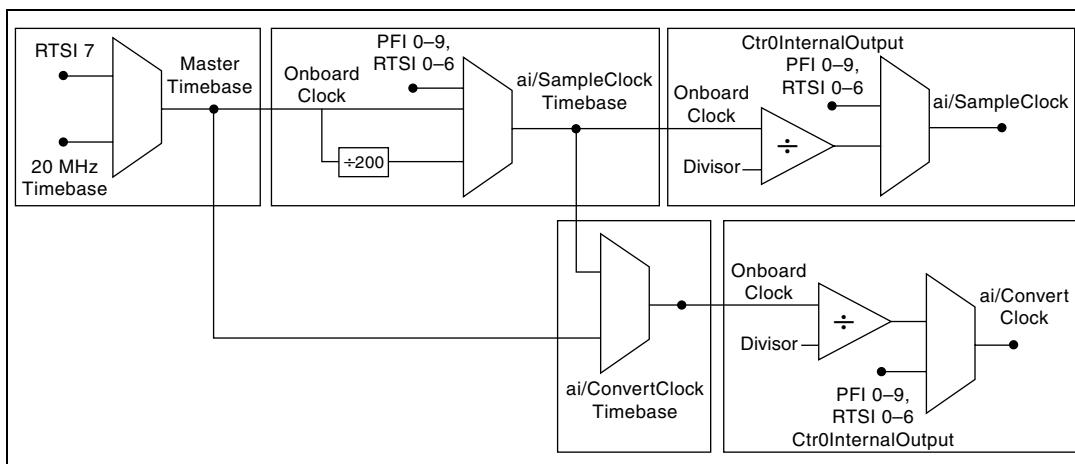 RTSI 7
Master
Timebase
20 MHz
Timebase
Onboard
Clock
PFI 0–9,
RTSI 0–6
÷200
ai/SampleClock
Timebase
Ctr0InternalOutput
PFI 0–9,
RTSI 0–6
Onboard
Clock
Divisor
÷
ai/SampleClock
ai/ConvertClock
Timebase
Onboard
Clock
Divisor
÷
ai/Convert
Clock
PFI 0–9,
RTSI 0–6
Ctr0InternalOutput